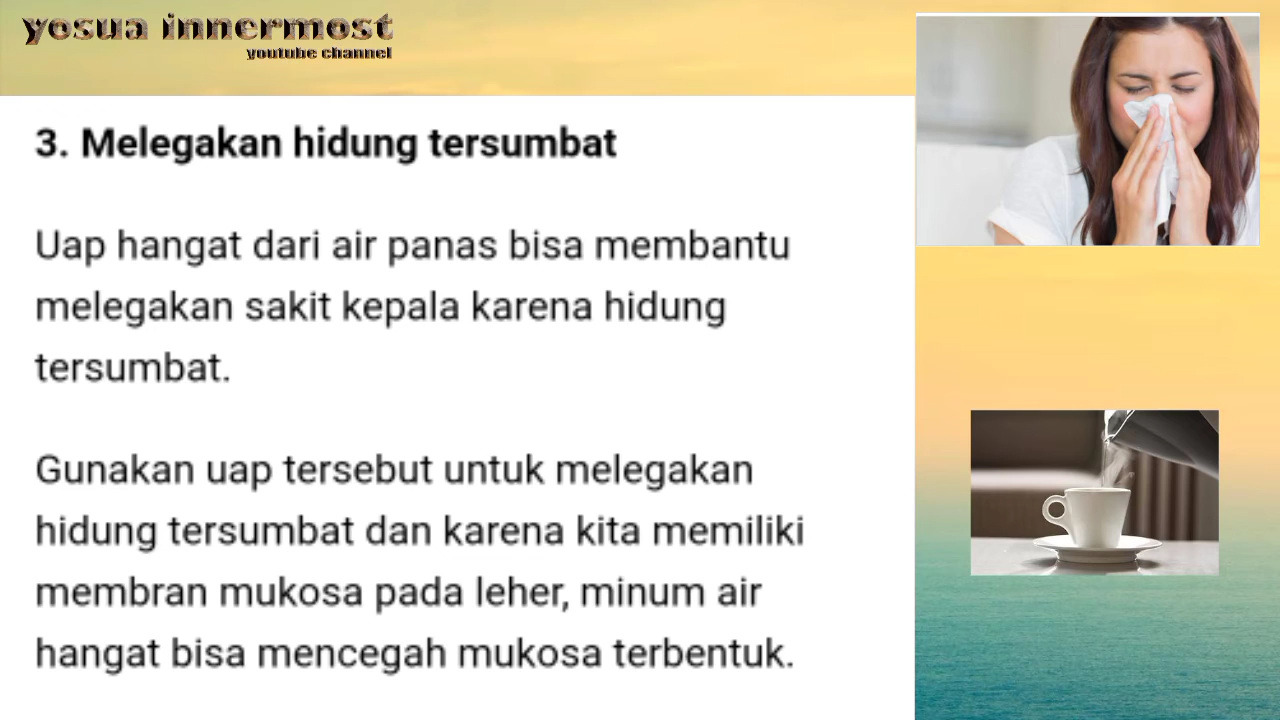 yosua innermost
youtube channel
3. Melegakan hidung tersumbat
Uap hangat dari air panas bisa membantu
melegakan sakit kepala karena hidung
tersumbat.
Gunakan uap tersebut untuk melegakan
hidung tersumbat dan karena kita memiliki
membran mukosa pada leher, minum air
hangat bisa mencegah mukosa terbentuk.